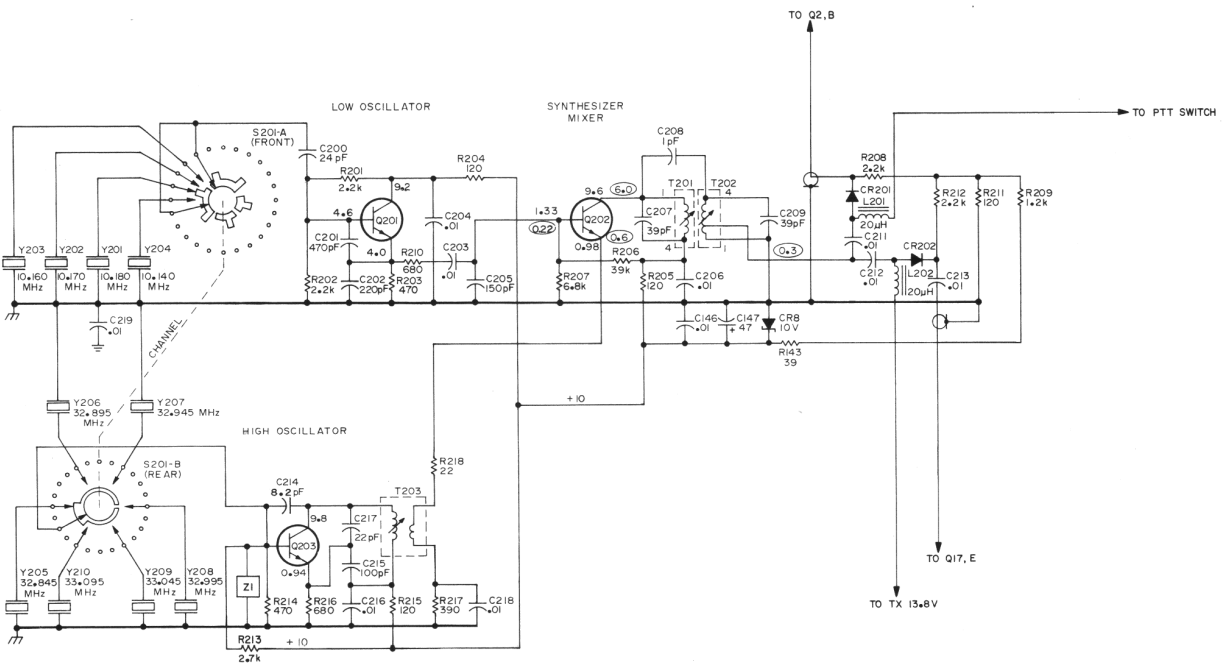 TO Q2, B
TO PTT SWITCH
LOW OSCILLATOR
SYNTHESIZER
MIXER
S201-A
(FRONT)
C200
24 pF
R201
2.2k
9.2
R204
120
4.6
Q201
C201
470pF
4.0
C204
.01
R210
680
C203
.01
R202
2.2k
C202
220pF
R203
470
C205
150pF
Y203
10.160
MHz
Y202
10.170
MHz
Y201
10.180
MHz
Y204
10.140
MHz
C219
.01
CHANNEL
C208
1 pF
9.6
6.0
1
T201
T202
4
1.33
0.22
Q202
C207
39pF
C209
39pF
0.98
0.6
4
1
0.3
R206
39k
R207
6.8k
R205
120
C206
.01
C146
.01
C147
+ 47
CR8
10V
R143
39
R208
2.2k
CR201
L201
20µH
R212
2.2k
R211
120
R209
1.2k
C211
.01
C212
.01
CR202
L202
20µH
C213
.01
+10
Y206
32.895
MHz
Y207
32.945 MHz
HIGH OSCILLATOR
S201-B
(REAR)
R218
22
C214
8.2pF
9.8
Q203
0.94
C217
22pF
T203
C215
100pF
Z1
R214
470
R216
680
C216
.01
R215
120
R217
390
C218
.01
Y205
32.845
MHz
Y210
33.095
MHz
Y209
33.045
MHz
Y208
32.995
MHz
R213
2.7k
+10
TO Q17, E
TO TX 13.8V